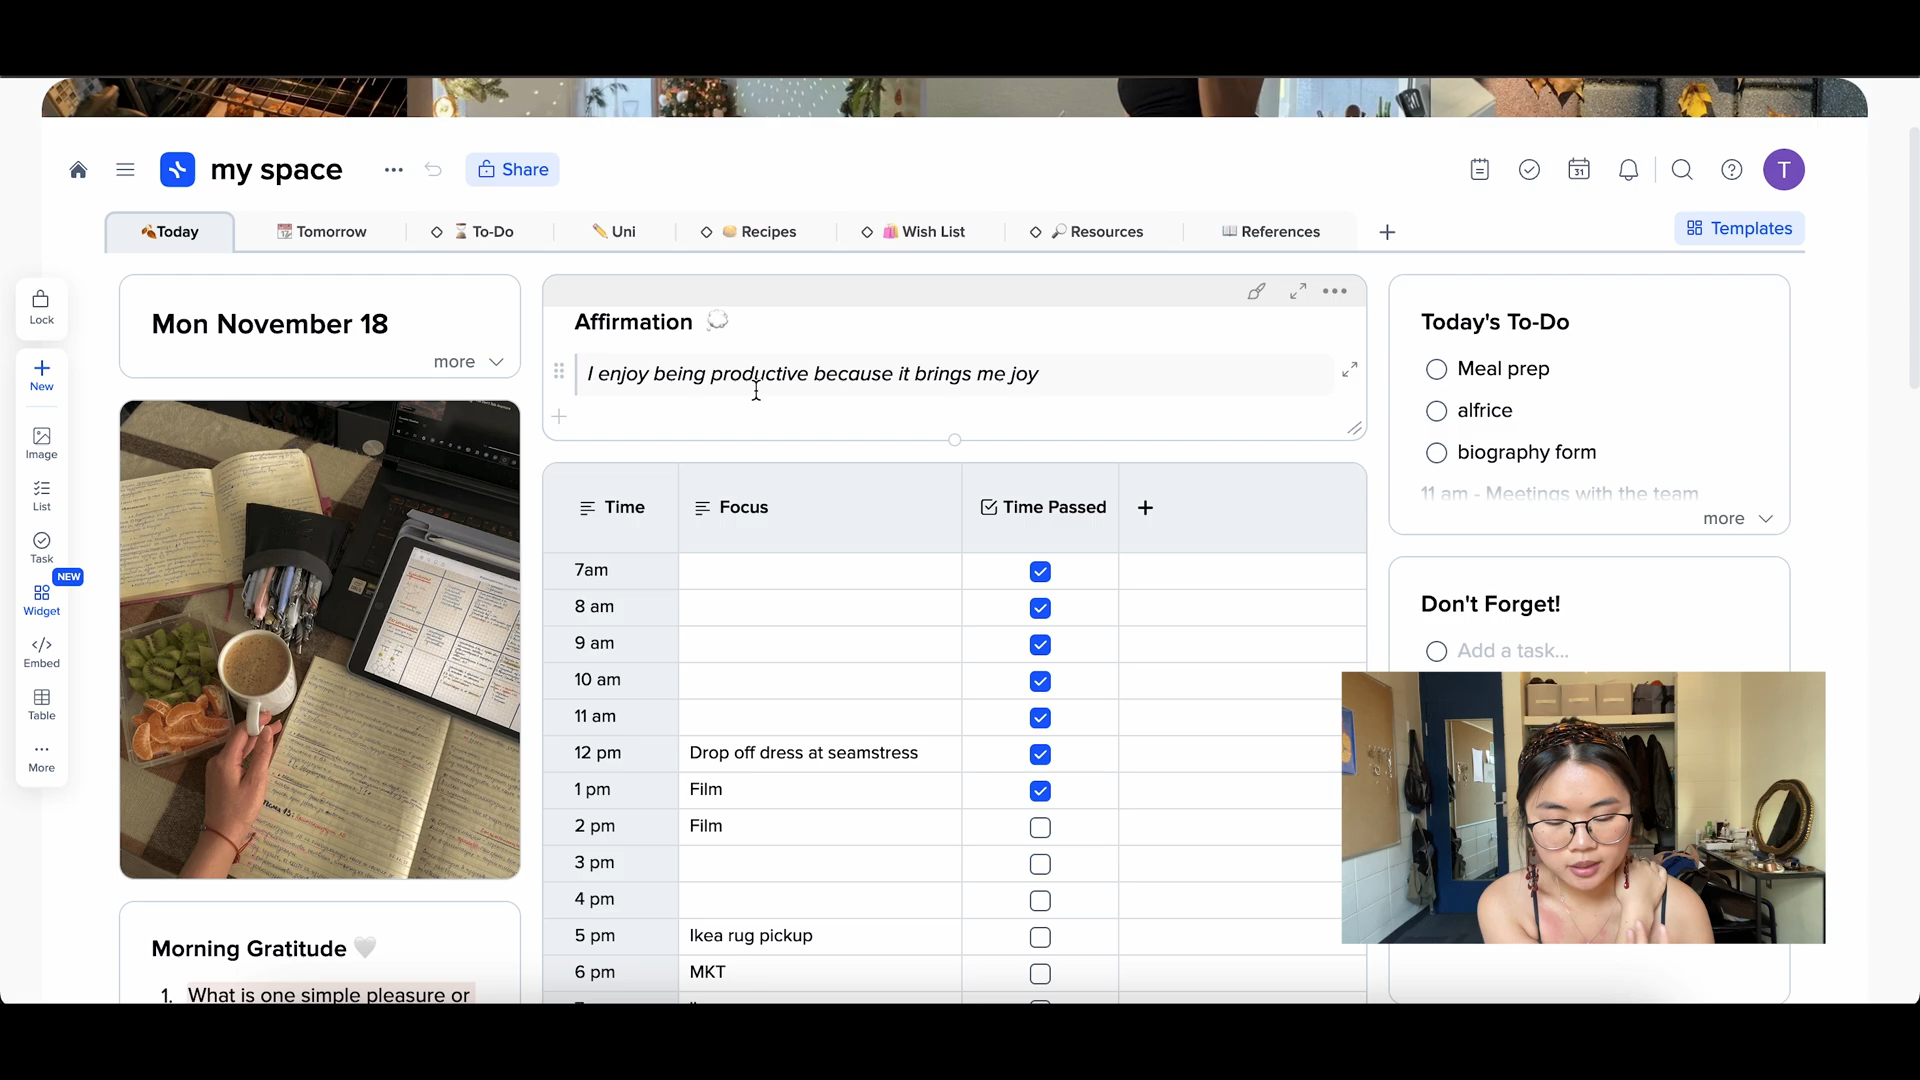 my space
Share
31
T
Today
Tomorrow
To-Do
Uni
Recipes
Wish List
Resources
References
Templates
Lock
New
Image
List
Task
NEW
Widget
Embed
Table
More
Mon November 18
more
Morning Gratitude
1. What is one simple pleasure or
Affirmation
I enjoy being productive because it brings me joy
Time Focus Time Passed
7am
8 am
9 am
10 am
11 am
12 pm Drop off dress at seamstress
1 pm Film
2 pm Film
3 pm
4 pm
5 pm Ikea rug pickup
6 pm MKT
Today's To-Do
Meal prep
alfrice
biography form
11 am - Meetings with the team
more
Don't Forget!
Add a task...